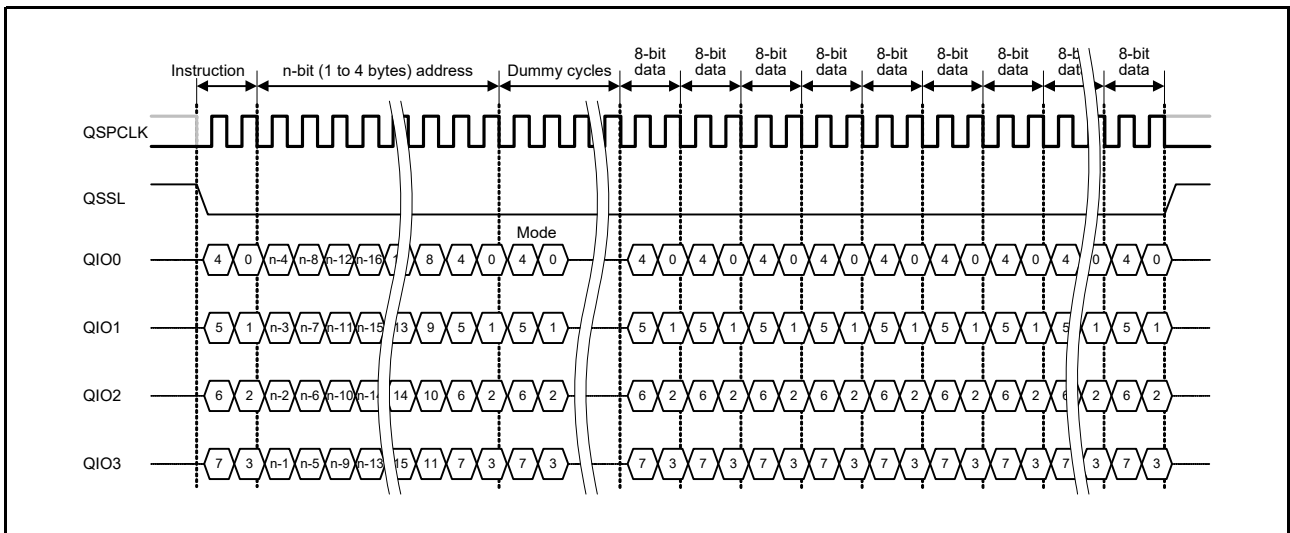 8-bit 8-bit 8-bit 8-bit 8-bit 8-bit 8-bit 8-b 8-bit
Instruction n-bit (1 to 4 bytes) address Dummy cycles data data data data data data data data data
QSPCLK
QSSL
Mode
QIO0 4 0 n-4 n-8 n-12 n-16 1 8 4 0 4 0 4 0 4 0 4 0 4 0 4 0 4 0 4 0 4 0 4 0
QIO1 5 1 n-3 n-7 n-11 n-15 13 9 5 1 5 1 5 1 5 1 5 1 5 1 5 1 5 1 5 1 5 1 5 1
QIO2 6 2 n-2 n-6 n-10 n-14 14 10 6 2 6 2 6 2 6 2 6 2 6 2 6 2 6 2 6 2 6 2 6 2
QIO3 7 3 n-1 n-5 n-9 n-13 15 11 7 3 7 3 7 3 7 3 7 3 7 3 7 3 7 3 7 3 7 3 7 3